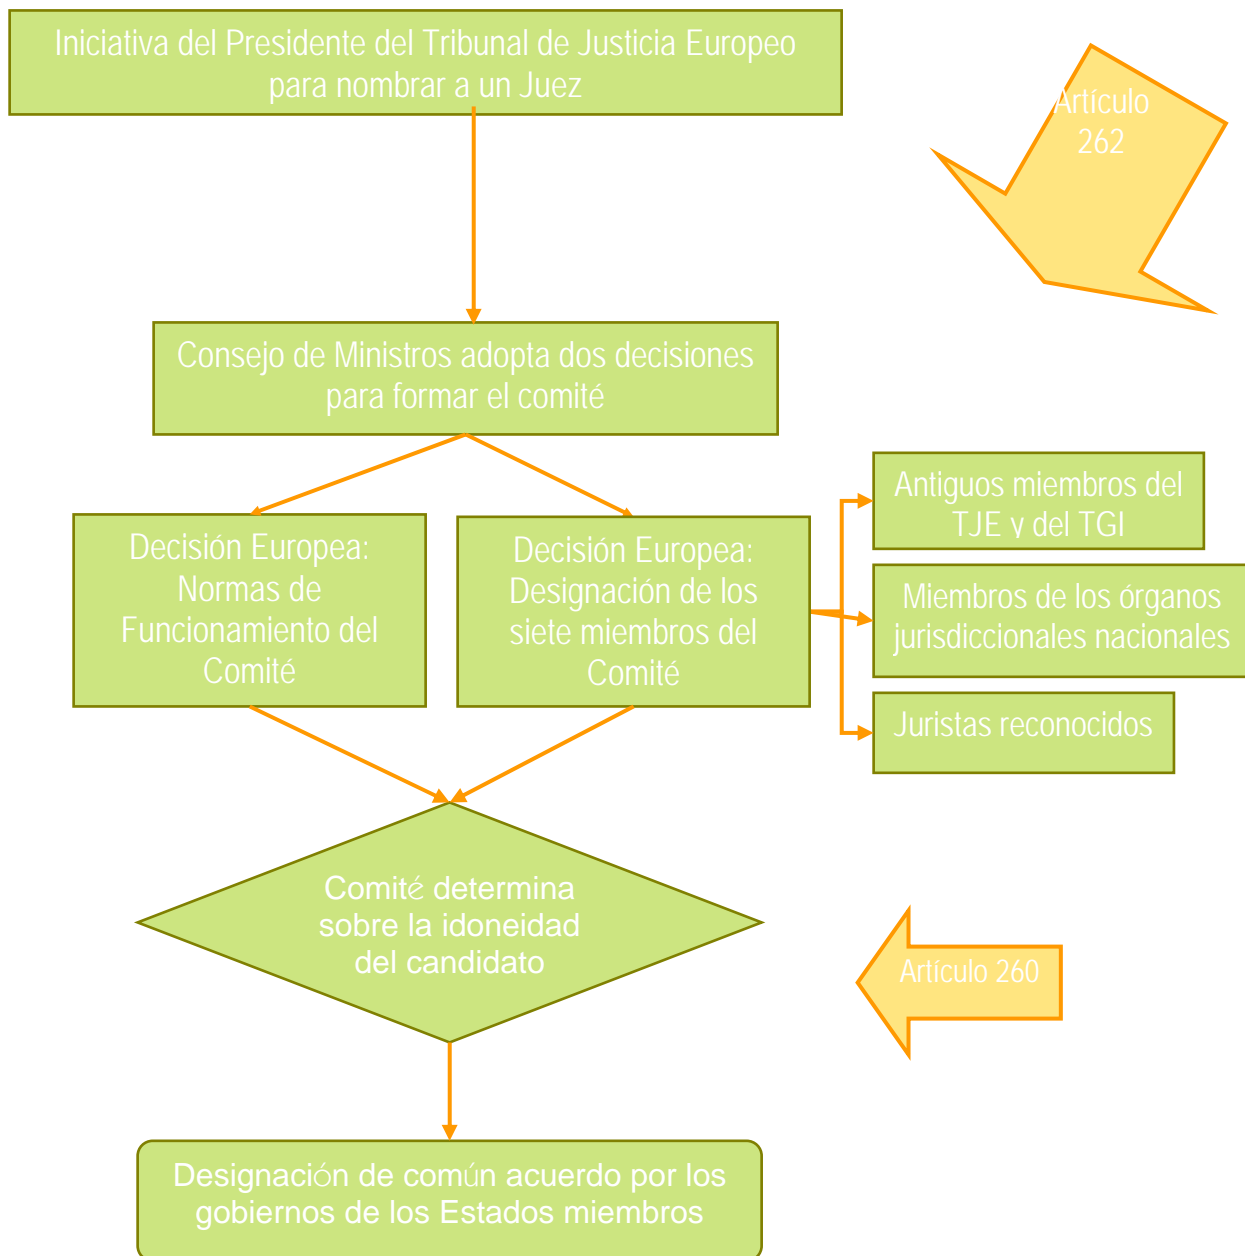 Iniciativa del Presidente del Tribunal de Justicia Europeo
para nombrar a un Juez
Artículo
262
Consejo de Ministros adopta dos decisiones
para formar el comité
Decisión Europea:
Normas de
Funcionamiento del
Comité
Decisión Europea:
Designación de los
siete miembros del
Comité
Antiguos miembros del
TJE y del TGI
Miembros de los órganos
jurisdiccionales nacionales
Juristas reconocidos
Comité determina
sobre la idoneidad
del candidato
Artículo 260
Designación de común acuerdo por los
gobiernos de los Estados miembros